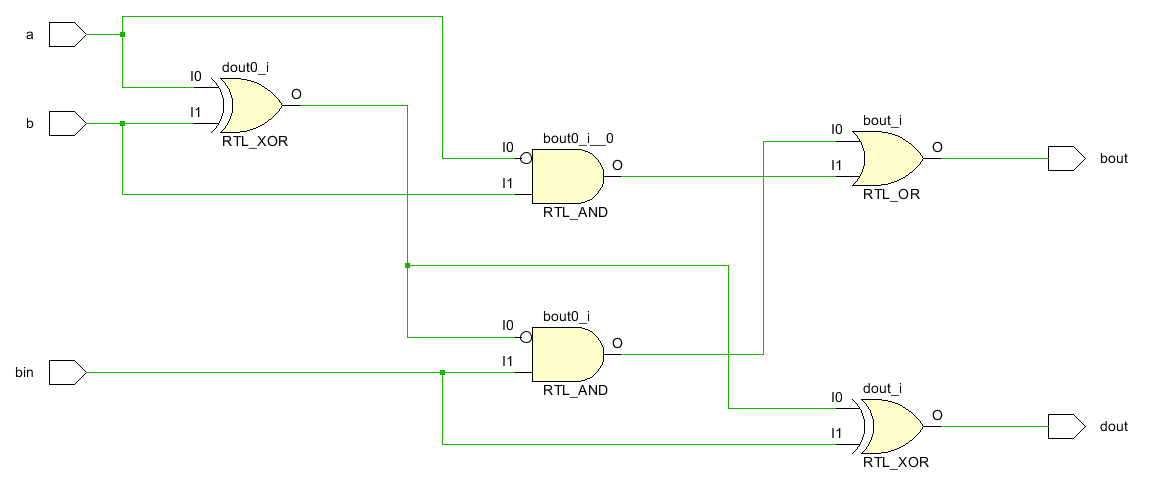 a
I0
dout0_i
O
b
I1
RTL_XOR
I0
bout0_i__0
O
I1
RTL_AND
I0
bout_i
O
I1
RTL_OR
bout
bin
I0
bout0_i
O
I1
RTL_AND
I0
dout_i
O
I1
RTL_XOR
dout